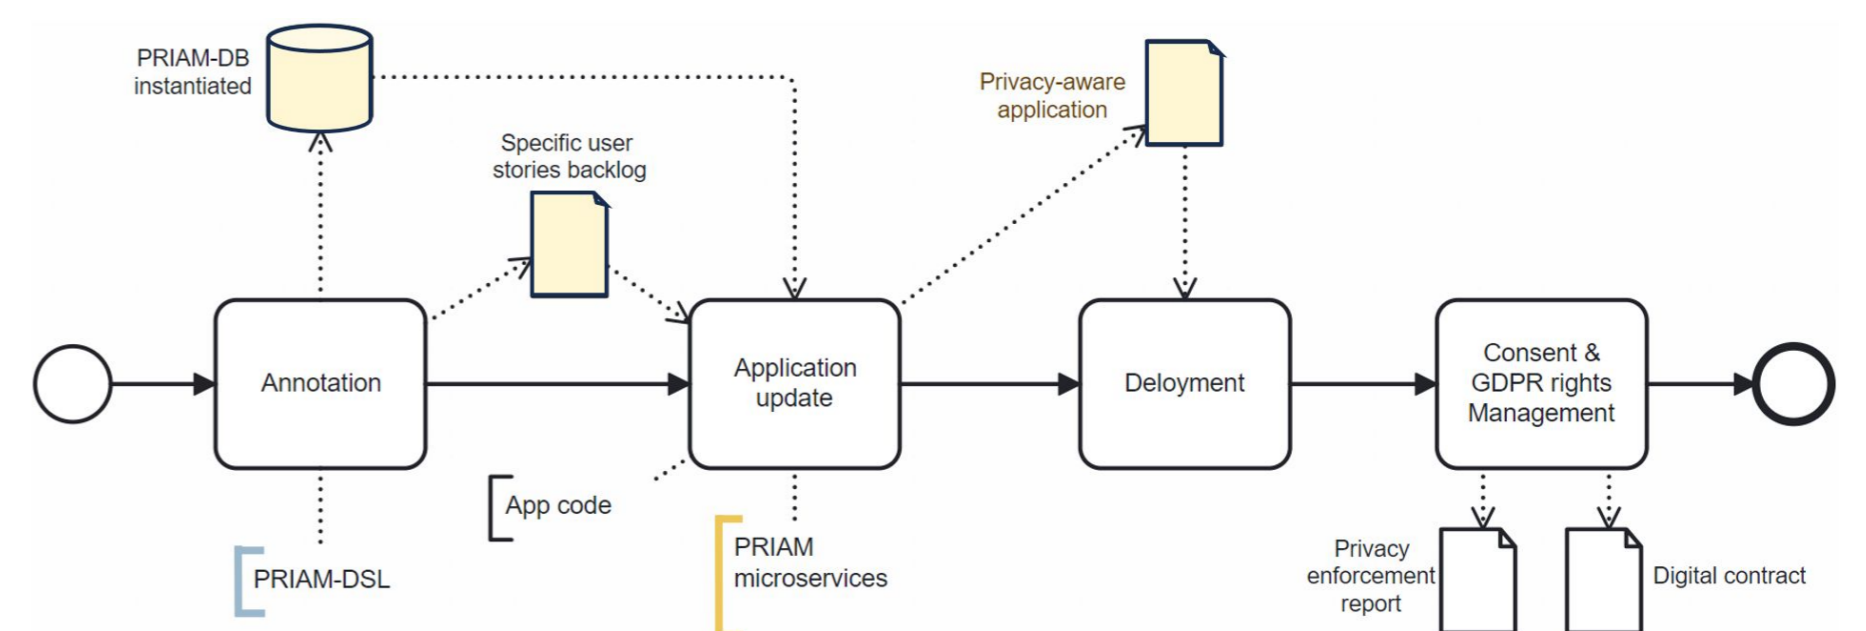 PRIAM-DB
instantiated
Specific user
stories backlog
Privacy-aware
application
Annotation
Application
update
Deloyment
Consent &
GDPR rights
Management
App code
PRIAM-DSL
PRIAM
microservices
Privacy
enforcement
report
Digital contract